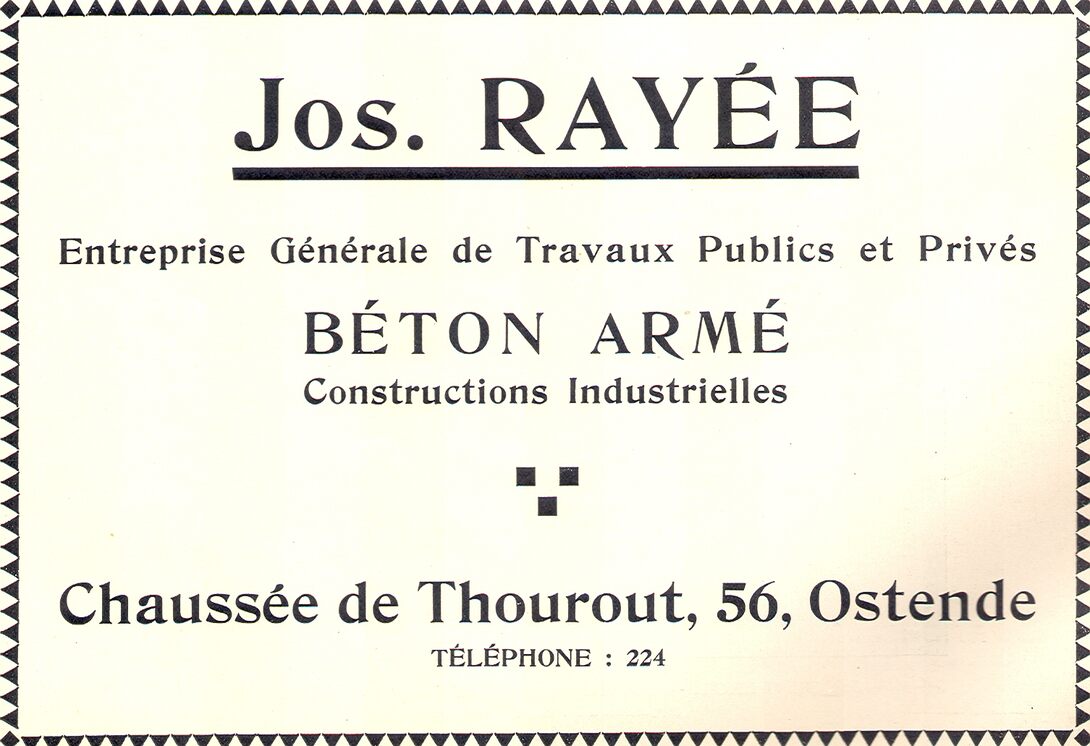 Jos. RAYÉE
Entreprise Générale de Travaux Publics et Privés
BÉTON ARMÉ
Constructions Industrielles
Chaussée de Thourout, 56, Ostende
TÉLÉPHONE : 224